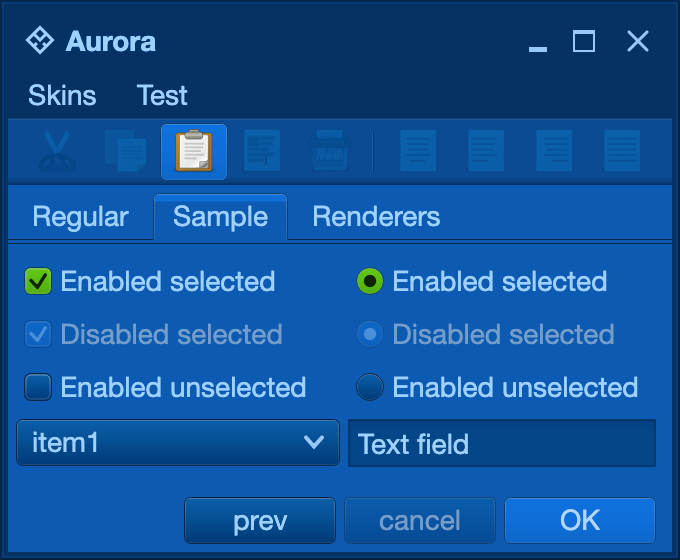 Aurora
Skins Test
Regular Sample Renderers
Enabled selected Enabled selected
Disabled selected Disabled selected
Enabled unselected Enabled unselected
item1 Text field
prev cancel OK